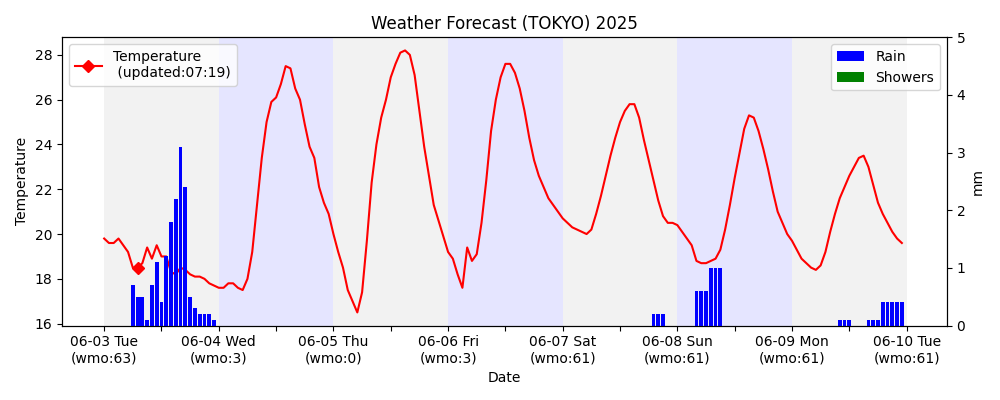 Weather Forecast (TOKYO) 2025
Temperature
(updated:07:19)
Rain
Showers
Temperature
28
26
24
22
20
18
16
5
4
3
2
1
0
mm
06-03 Tue
(wmo:63)
06-04 Wed
(wmo:3)
06-05 Thu
(wmo:0)
06-06 Fri
(wmo:3)
06-07 Sat
(wmo:61)
06-08 Sun
(wmo:61)
06-09 Mon
(wmo:61)
06-10 Tue
(wmo:61)
Date